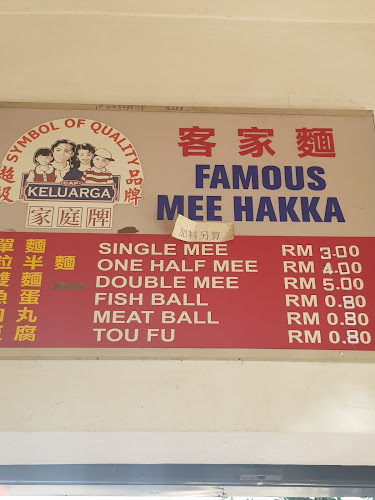 SYMBOL OF QUALITY
超級
品牌
CAP
KELUARGA
家庭牌
客家麵
FAMOUS
MEE HAKKA
加料另算
單麵 SINGLE MEE RM 3.00
粒半麵 ONE HALF MEE RM 4.00
雙麵 DOUBLE MEE RM 5.00
魚蛋 FISH BALL RM 0.80
肉丸 MEAT BALL RM 0.80
豆腐 TOU FU RM 0.80